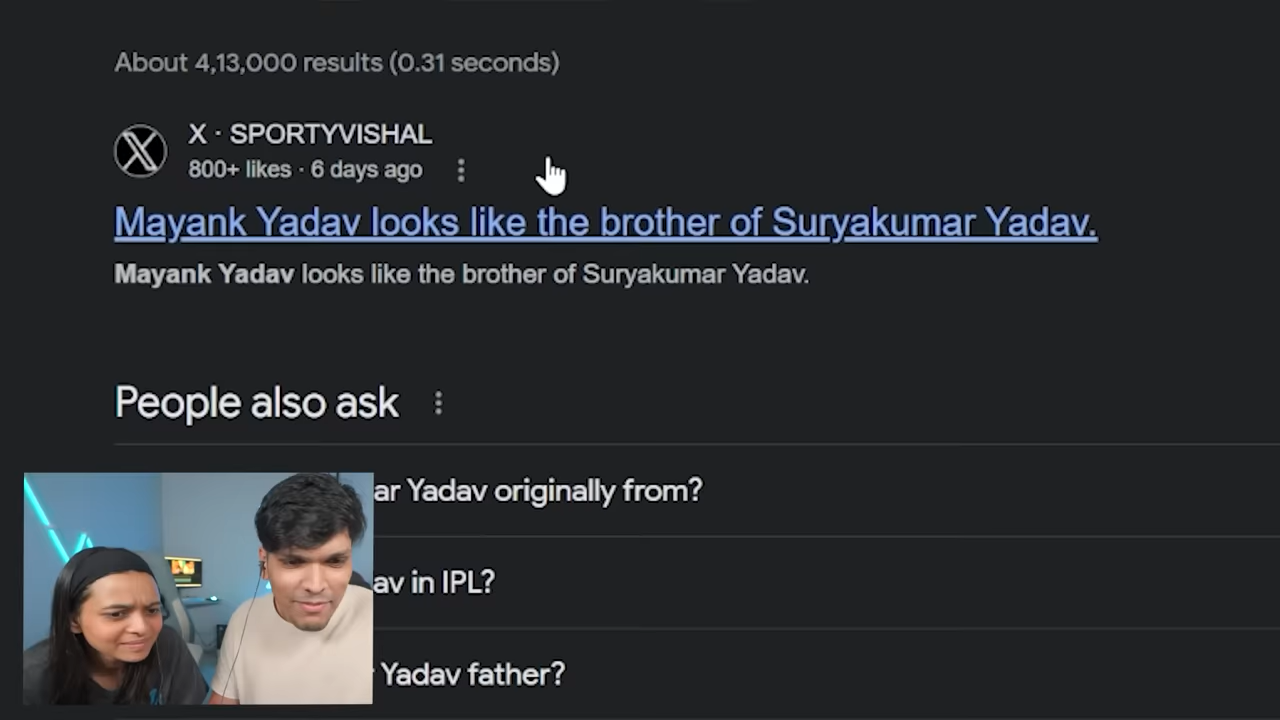 About 4,13,000 results (0.31 seconds)
X · SPORTYVISHAL
800+ likes · 6 days ago
Mayank Yadav looks like the brother of Suryakumar Yadav.
Mayank Yadav looks like the brother of Suryakumar Yadav.
People also ask
ar Yadav originally from?
av in IPL?
Yadav father?